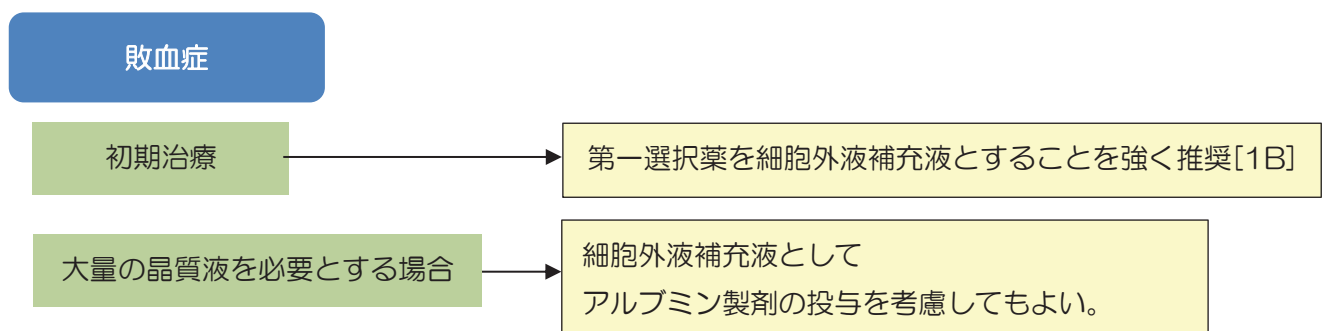 敗血症
初期治療
第一選択薬を細胞外液補充液とすることを強く推奨[1B]
大量の晶質液を必要とする場合
細胞外液補充液として
アルブミン製剤の投与を考慮してもよい。